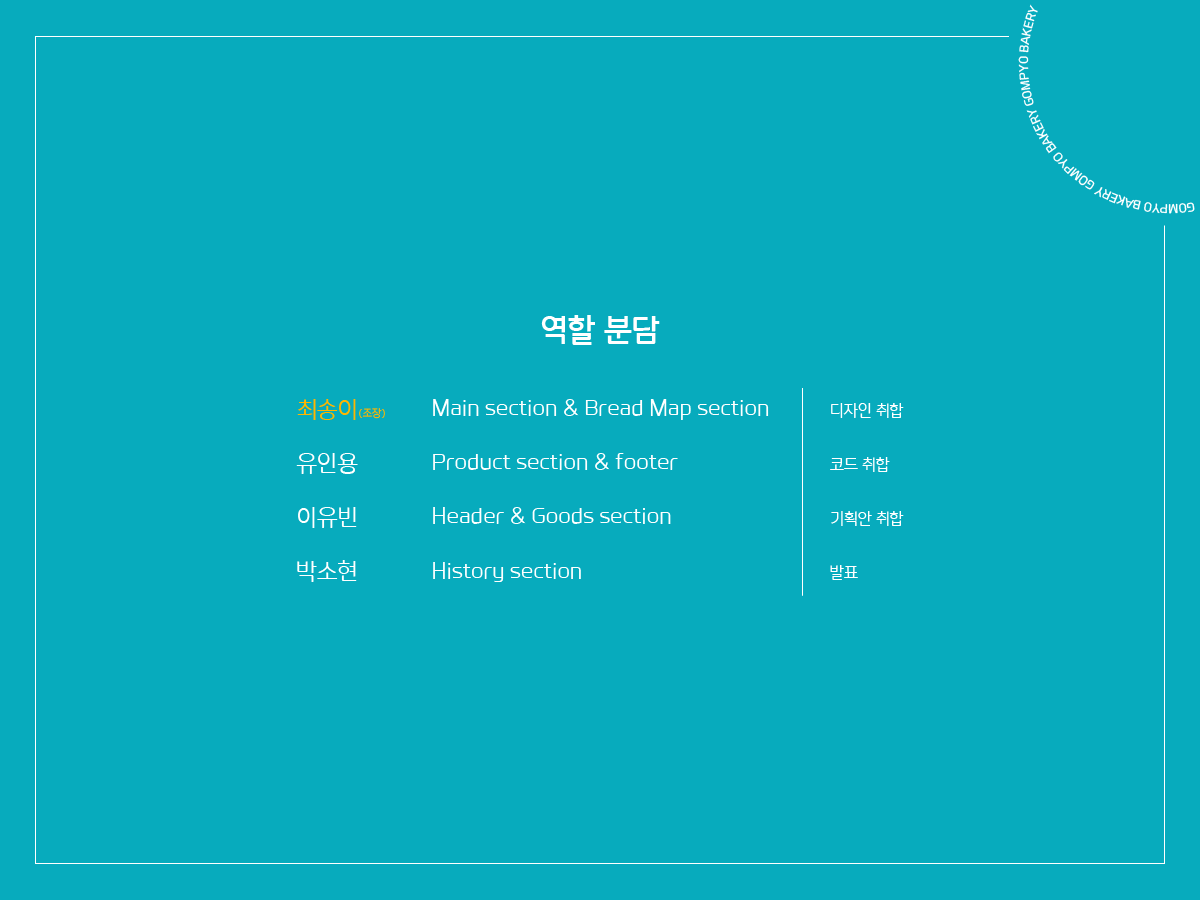 GOMPYO BAKERY GOMPYO BAKERY GOMPYO BAKERY
역할 분담
최송이(조장) Main section & Bread Map section 디자인 취합
유인용 Product section & footer 코드 취합
이유빈 Header & Goods section 기획안 취합
박소현 History section 발표